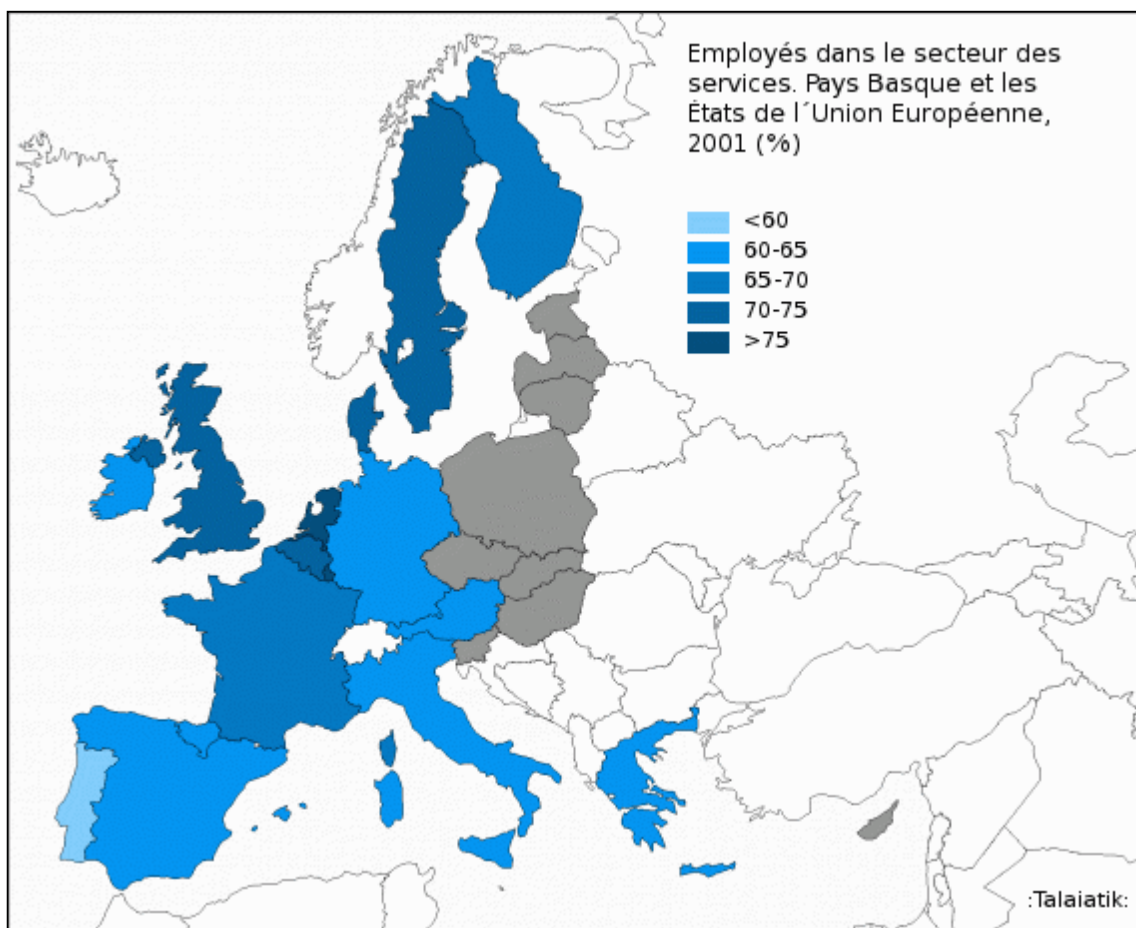 Employés dans le secteur des
services. Pays Basque et les
États de l´Union Européenne,
2001 (%)
<60
60-65
65-70
70-75
>75
:Talaiatik: